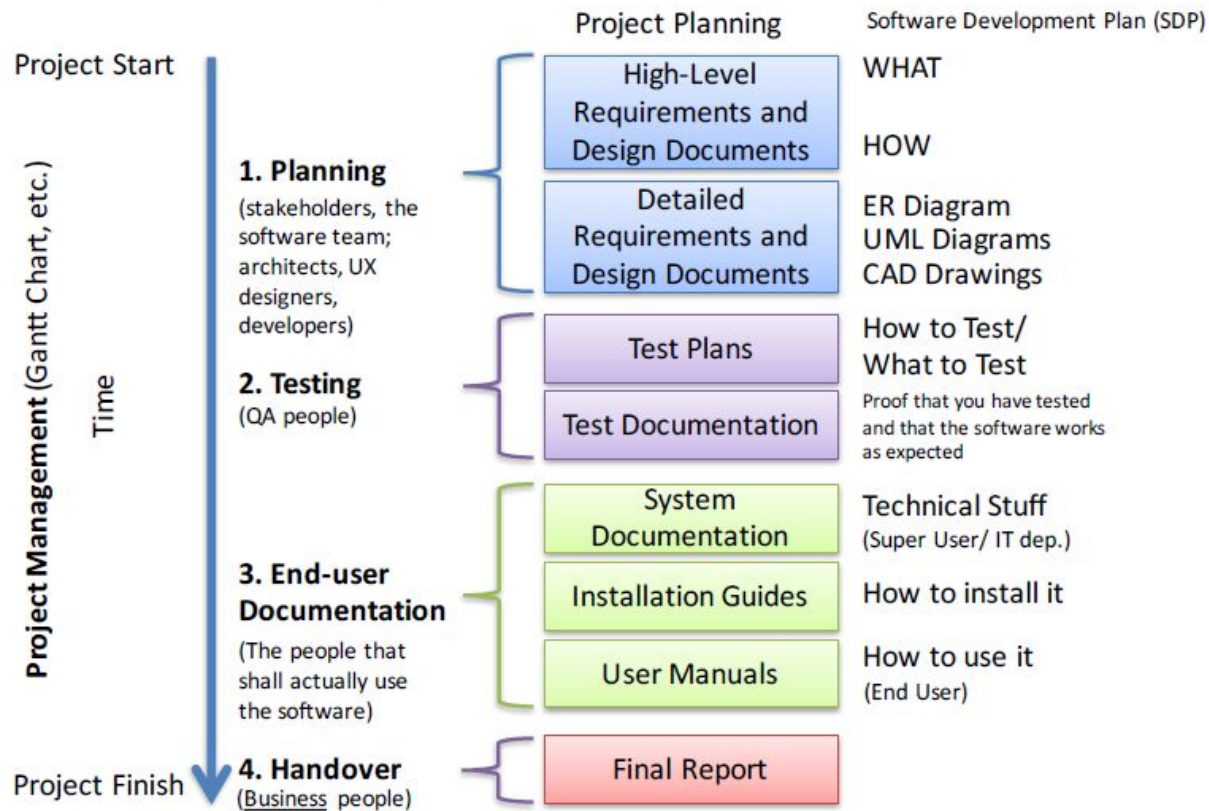 Project Planning
Software Development Plan (SDP)
Project Start
High-Level
Requirements and
Design Documents
WHAT
HOW
1. Planning
(stakeholders, the
software team;
architects, UX
designers,
developers)
Detailed
Requirements and
Design Documents
ER Diagram
UML Diagrams
CAD Drawings
Project Management (Gantt Chart, etc.)
Time
2. Testing
(QA people)
Test Plans
How to Test/
What to Test
Test Documentation
Proof that you have tested
and that the software works
as expected
3. End-user
Documentation
(The people that
shall actually use
the software)
System
Documentation
Technical Stuff
(Super User/ IT dep.)
Installation Guides
How to install it
User Manuals
How to use it
(End User)
Project Finish
4. Handover
(Business people)
Final Report